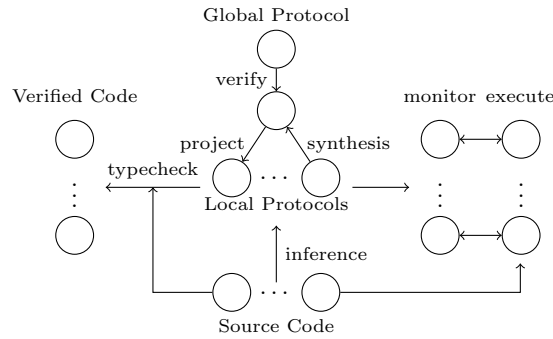 Global Protocol
verify
Verified Code
monitor execute
project
synthesis
typecheck
Local Protocols
inference
Source Code